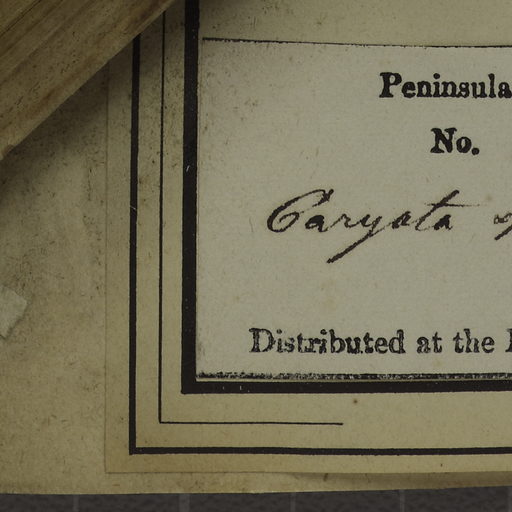 Peninsula
No.
Caryota
Distributed at the